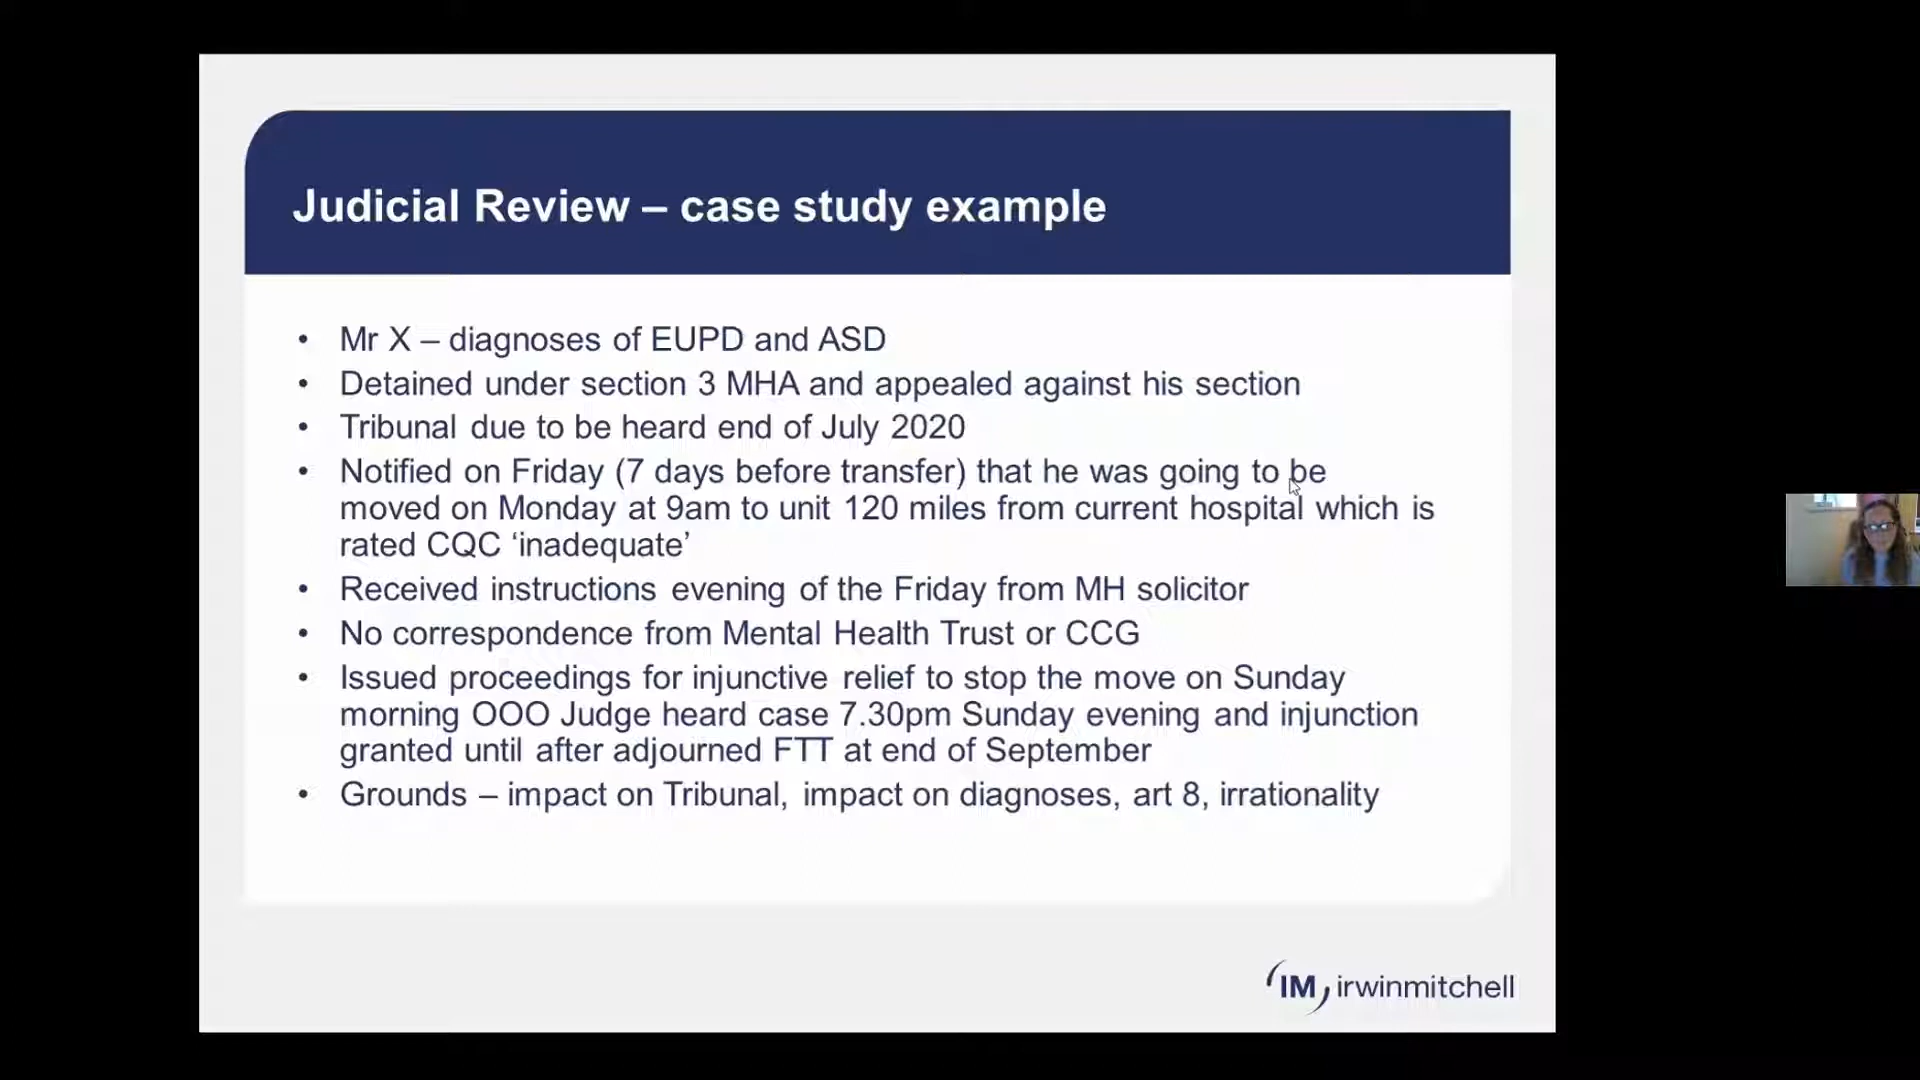 Judicial Review – case study example
• Mr X – diagnoses of EUPD and ASD
• Detained under section 3 MHA and appealed against his section
• Tribunal due to be heard end of July 2020
• Notified on Friday (7 days before transfer) that he was going to be
moved on Monday at 9am to unit 120 miles from current hospital which is
rated CQC ‘inadequate’
• Received instructions evening of the Friday from MH solicitor
• No correspondence from Mental Health Trust or CCG
• Issued proceedings for injunctive relief to stop the move on Sunday
morning OOO Judge heard case 7.30pm Sunday evening and injunction
granted until after adjourned FTT at end of September
• Grounds – impact on Tribunal, impact on diagnoses, art 8, irrationality
IM irwinmitchell